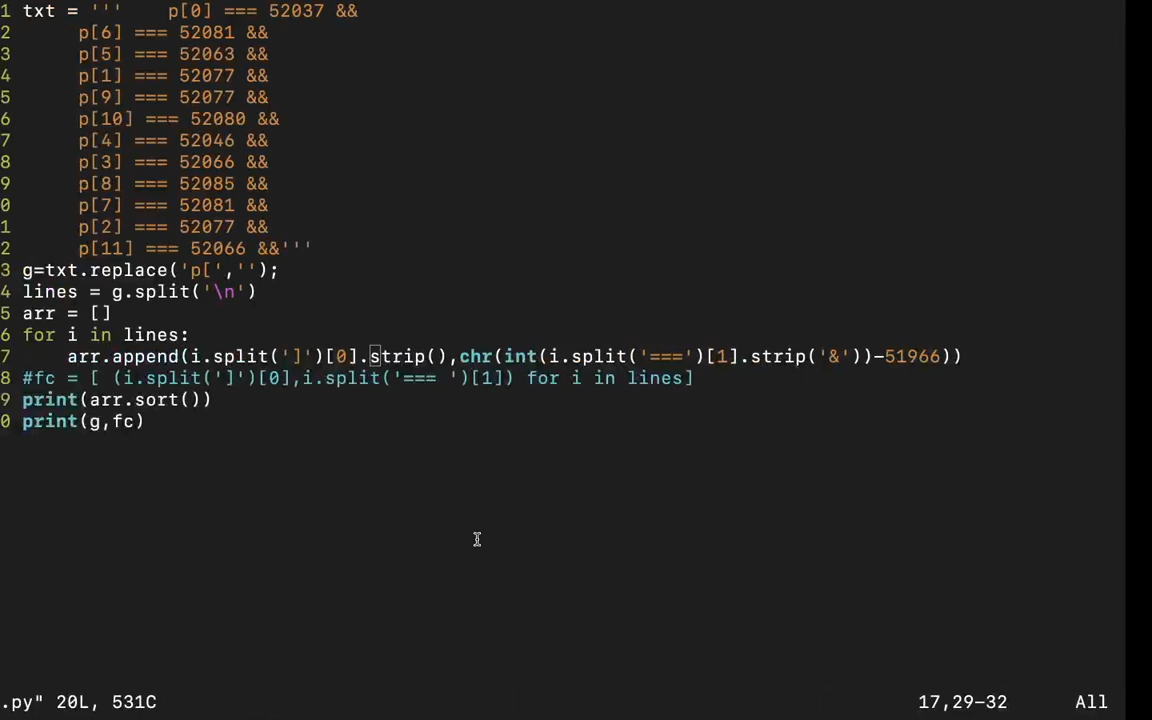 1 txt = '''    p[0] === 52037 &&
2      p[6] === 52081 &&
3      p[5] === 52063 &&
4      p[1] === 52077 &&
5      p[9] === 52077 &&
6      p[10] === 52080 &&
7      p[4] === 52046 &&
8      p[3] === 52066 &&
9      p[8] === 52085 &&
0      p[7] === 52081 &&
1      p[2] === 52077 &&
2      p[11] === 52066 &&'''
3 g=txt.replace('p[','');
4 lines = g.split('\n')
5 arr = []
6 for i in lines:
7     arr.append(i.split(']')[0].strip(),chr(int(i.split('===')[1].strip('&'))-51966))
8 #fc = [ (i.split(']')[0],i.split('=== ')[1]) for i in lines]
9 print(arr.sort())
0 print(g,fc)
.py" 20L, 531C 17,29-32 All